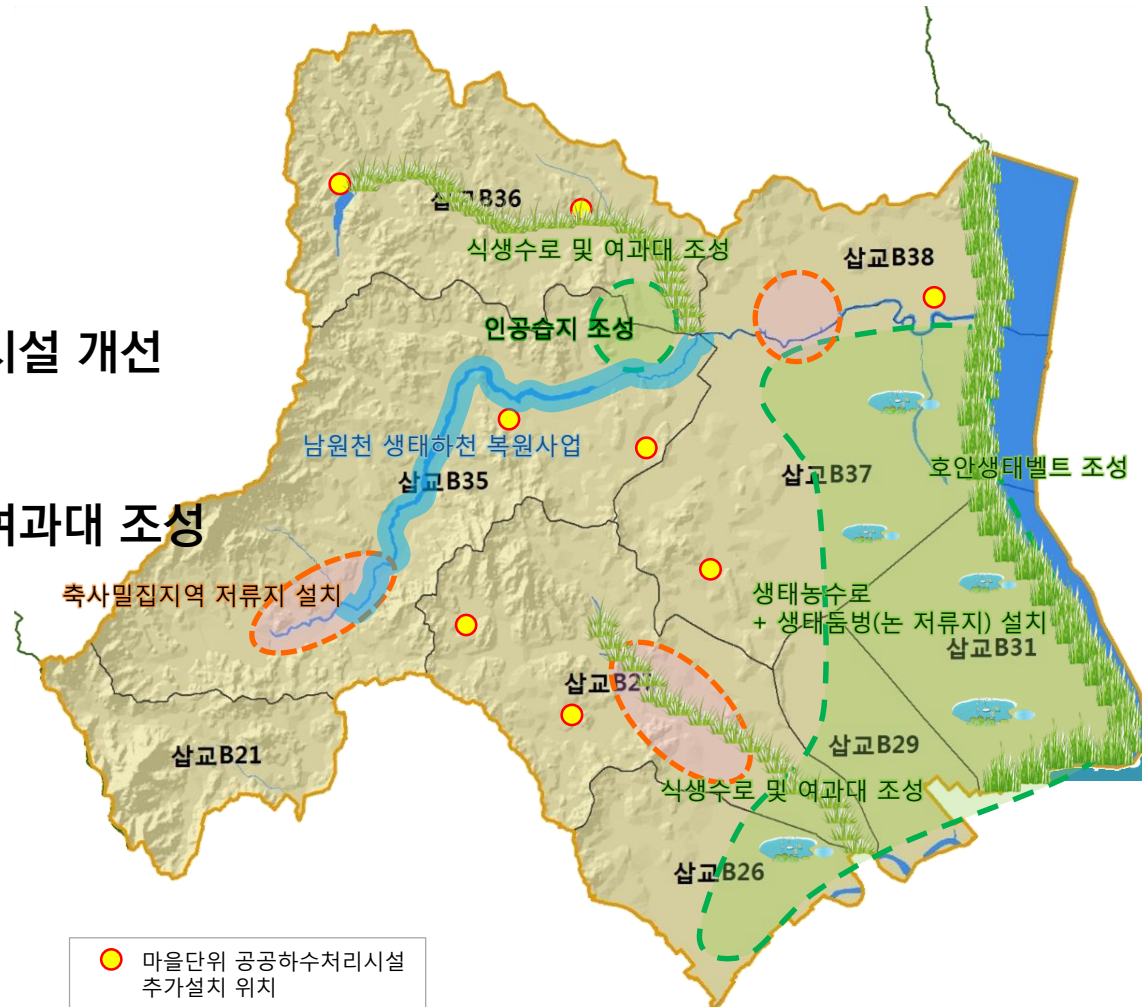 삽교B36
식생수로 및 여과대 조성
삽교B38
인공습지 조성
시설 개선
남원천 생태하천 복원사업
삽교B35
삽교B37
호안생태벨트 조성
여과대 조성
축사밀집지역 저류지 설치
생태농수로
+ 생태둠벙(논 저류지) 설치
삽교B31
삽교B27
삽교B21
삽교B29
식생수로 및 여과대 조성
삽교B26
마을단위 공공하수처리시설
추가설치 위치